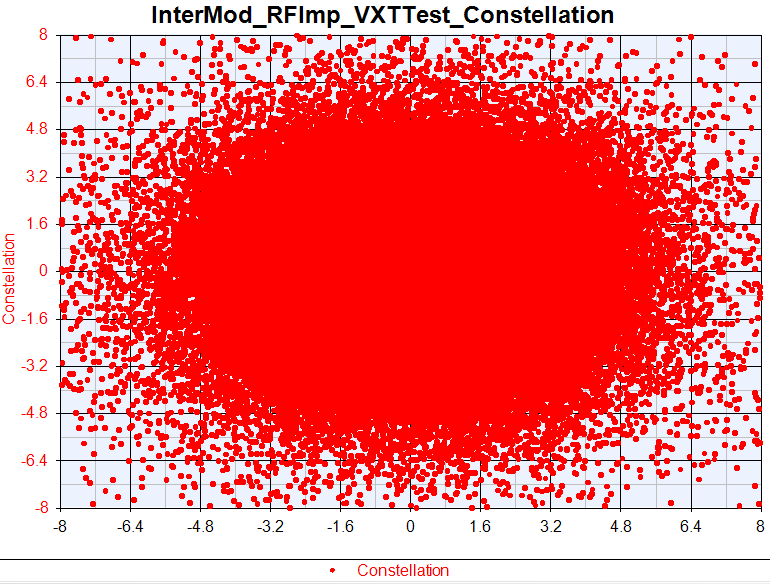 InterMod_RFImp_VXTTest_Constellation
8
6.4
4.8
3.2
1.6
0
-1.6
-3.2
-4.8
-6.4
-8
Constellation
-8 -6.4 -4.8 -3.2 -1.6 0 1.6 3.2 4.8 6.4 8
Constellation